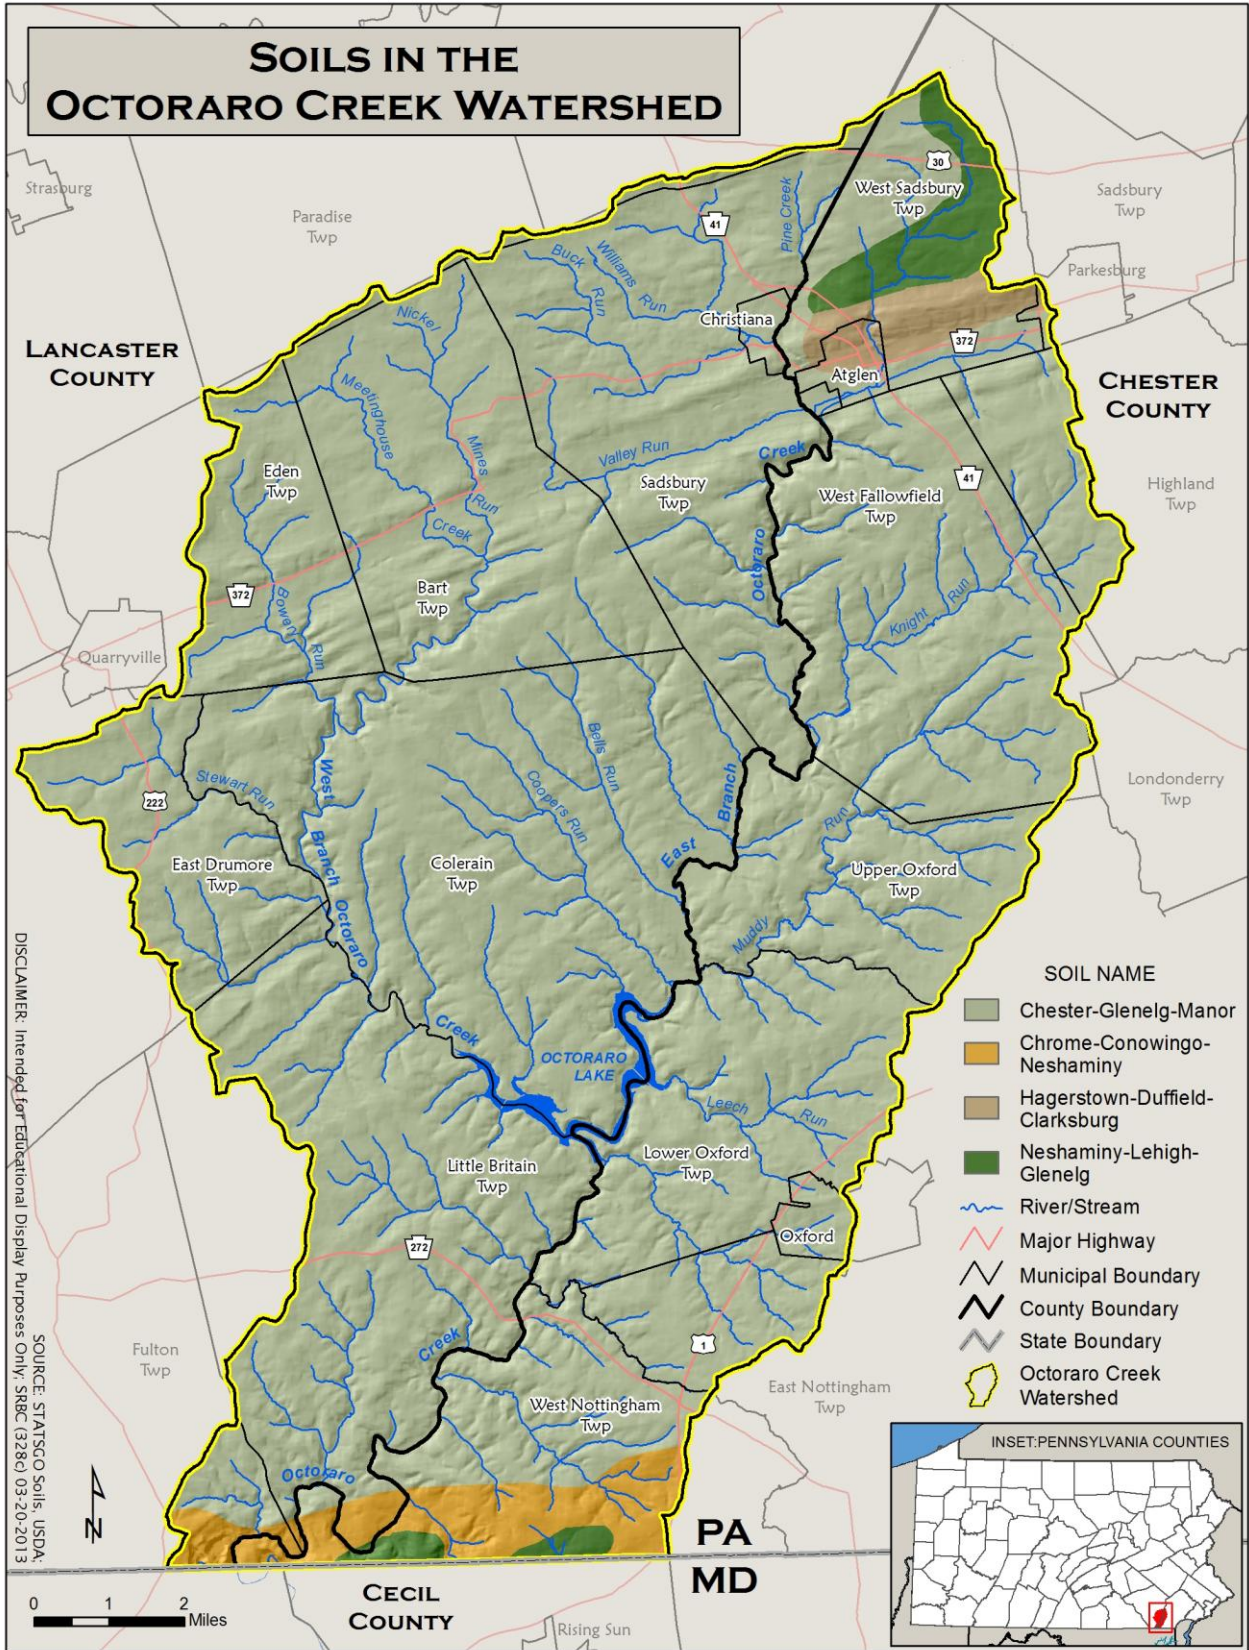 SOILS IN THE
OCTORARO CREEK WATERSHED
Strasburg
Paradise
Twp
30
West Sadsbury
Twp
Sadsbury
Twp
41
Pine Creek
Parkesburg
Buck
Run
Williams
Run
Christiana
Nickel
Mines
Run
LANCASTER
COUNTY
372
Atglen
CHESTER
COUNTY
Meetinghouse
Creek
Valley Run
Creek
Eden
Twp
Sadsbury
Twp
West Fallowfield
Twp
41
Highland
Twp
Octoraro
372
Bart
Twp
Bowery
Run
Knight
Run
Quarryville
Bells Run
Coopers Run
West
Branch
Octoraro
Stewart Run
222
Branch
East
Londonderry
Twp
Run
East Drumore
Twp
Colerain
Twp
Upper Oxford
Twp
Muddy
Creek
OCTORARO
LAKE
Leech
Run
Little Britain
Twp
Lower Oxford
Twp
Oxford
272
Creek
1
Fulton
Twp
East Nottingham
Twp
West Nottingham
Twp
Octoraro
PA
MD
CECIL
COUNTY
Rising Sun
SOIL NAME
Chester-Glenelg-Manor
Chrome-Conowingo-
Neshaminy
Hagerstown-Duffield-
Clarksburg
Neshaminy-Lehigh-
Glenelg
River/Stream
Major Highway
Municipal Boundary
County Boundary
State Boundary
Octoraro Creek
Watershed
INSET:PENNSYLVANIA COUNTIES
N
0 1 2
Miles
DISCLAIMER: Intended for Educational Display Purposes Only; SRBC (328c) 03-20-2013
SOURCE: STATSGO Soils, USDA;